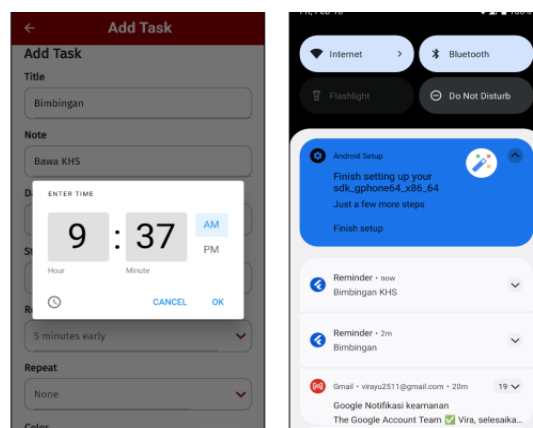 Add Task
Add Task
Title
Bimbingan
Note
Bawa KHS
ENTER TIME
9 : 37
AM
PM
Hour
Minute
CANCEL
OK
5 minutes early
Repeat
None
Color
Internet
Bluetooth
Flashlight
Do Not Disturb
Android Setup
Finish setting up your
sdk_gphone64_x86_64
Just a few more steps
Finish setup
Reminder • now
Bimbingan KHS
Reminder • 2m
Bimbingan
Gmail • virayu2511@gmail.com • 20m
19
Google Notifikasi keamanan
The Google Account Team ✅ Vira, selesaika...